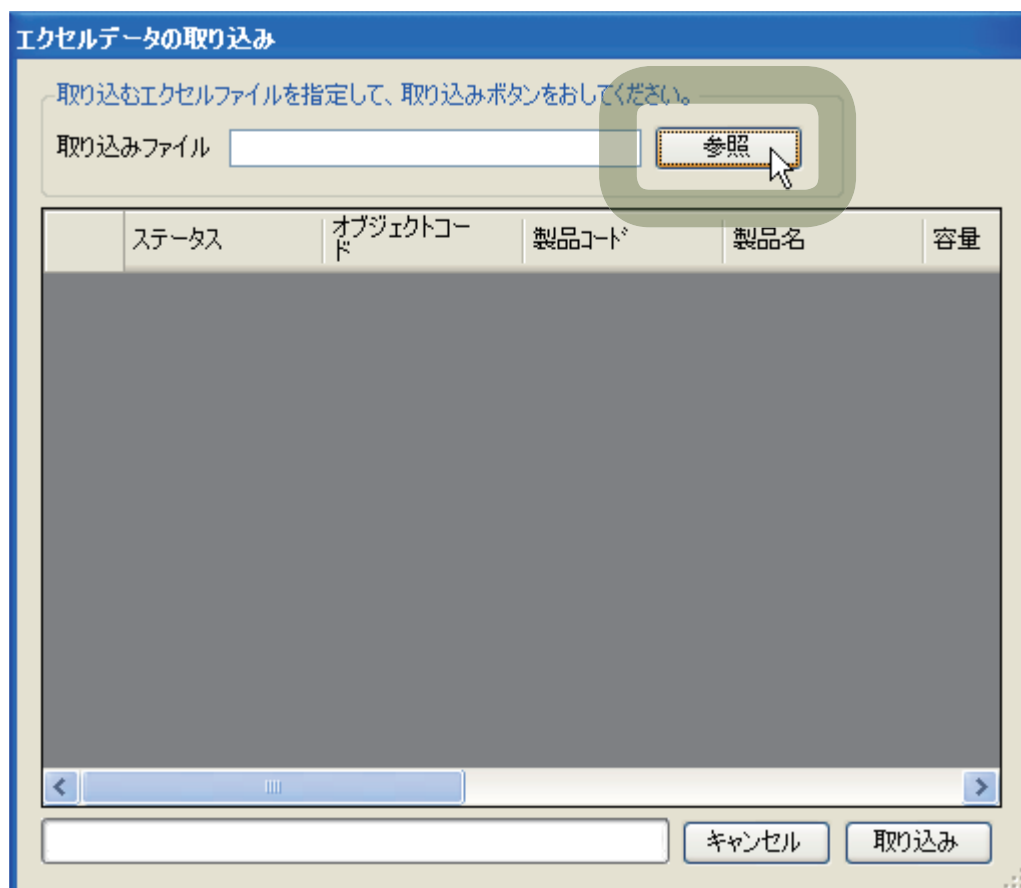 エクセルデータの取り込み
取り込むエクセルファイルを指定して、取り込みボタンをおしてください。
取り込みファイル
参照
ステータス
オブジェクトコー
ド
製品ｺｰﾄﾞ
製品名
容量
キャンセル
取り込み